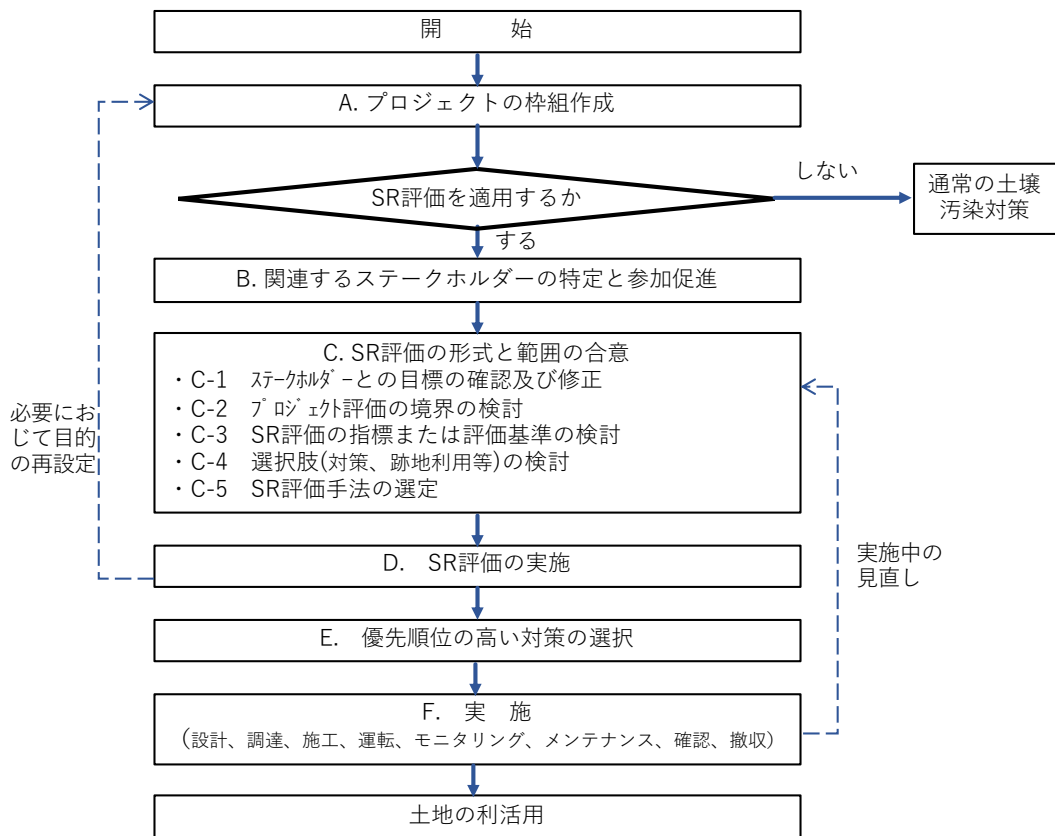 開　始
A. プロジェクトの枠組作成
SR評価を適用するか
しない
通常の土壌
汚染対策
する
B. 関連するステークホルダーの特定と参加促進
C. SR評価の形式と範囲の合意
・C-1　ｽﾃｰｸﾎﾙﾀﾞｰとの目標の確認及び修正
・C-2　ﾌﾟﾛｼﾞｪｸﾄ評価の境界の検討
・C-3　SR評価の指標または評価基準の検討
・C-4　選択肢(対策、跡地利用等)の検討
・C-5　SR評価手法の選定
必要にお
じて目的
の再設定
D.　SR評価の実施
実施中の
見直し
E.　優先順位の高い対策の選択
F.　実　施
（設計、調達、施工、運転、モニタリング、メンテナンス、確認、撤収）
土地の利活用